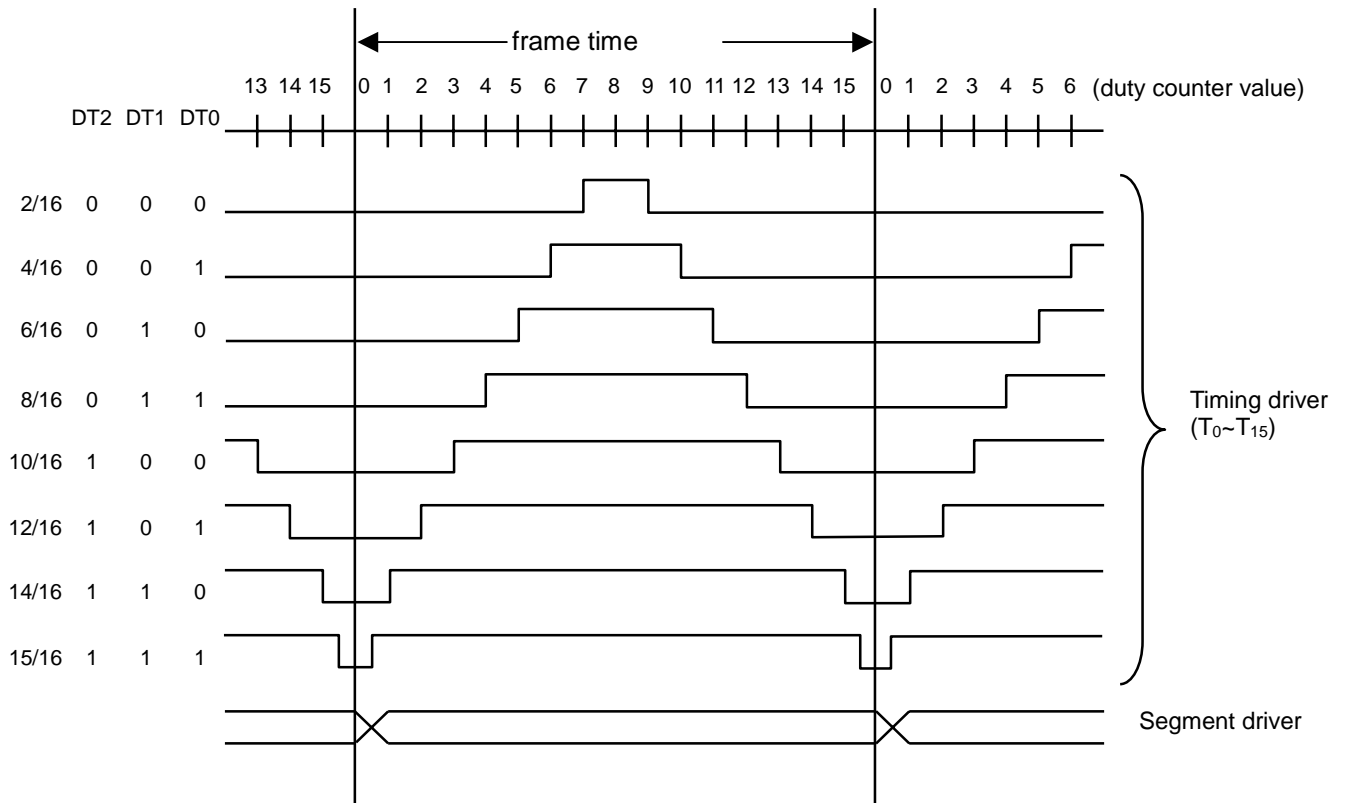 frame time
13 14 15 0 1 2 3 4 5 6 7 8 9 10 11 12 13 14 15 0 1 2 3 4 5 6 (duty counter value)
DT2 DT1 DT0
2/16 0 0 0
4/16 0 0 1
6/16 0 1 0
8/16 0 1 1
Timing driver
(T0~T15)
10/16 1 0 0
12/16 1 0 1
14/16 1 1 0
15/16 1 1 1
Segment driver